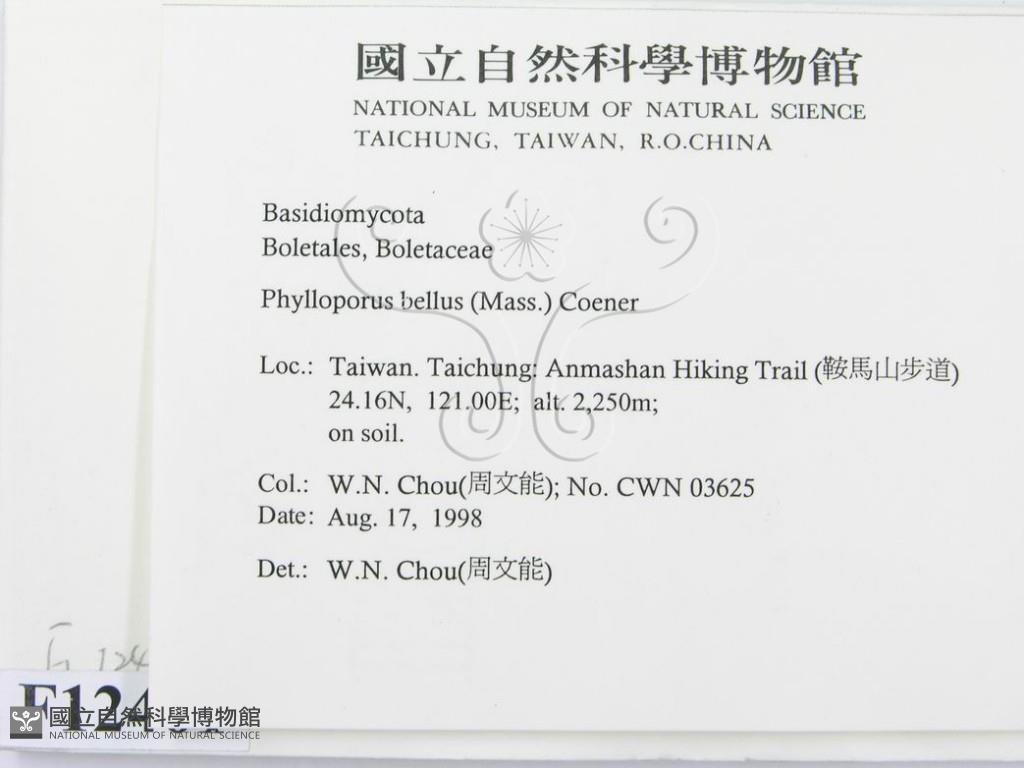 國立自然科學博物館
NATIONAL MUSEUM OF NATURAL SCIENCE
TAICHUNG, TAIWAN, R.O.CHINA
Basidiomycota
Boletales, Boletaceae
Phylloporus bellus (Mass.) Coener
Loc.: Taiwan. Taichung: Anmashan Hiking Trail (鞍馬山步道)
24.16N, 121.00E; alt. 2,250m;
on soil.
Col.: W.N. Chou(周文能); No. CWN 03625
Date: Aug. 17, 1998
Det.: W.N. Chou(周文能)
124
F124
國立自然科學博物館
NATIONAL MUSEUM OF NATURAL SCIENCE